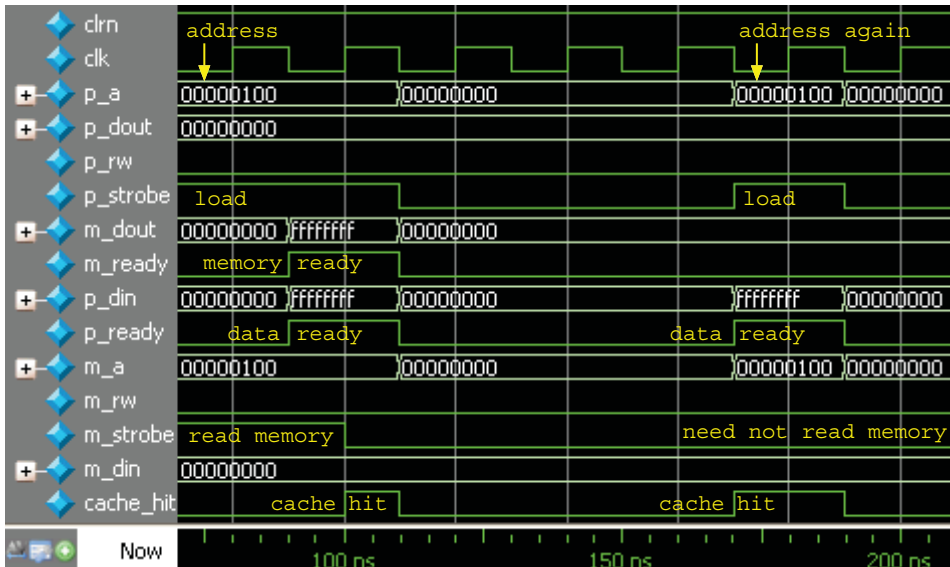 clrn
address address again
clk
p_a 00000100 00000000 00000100 00000000
p_dout 00000000
p_rw
p_strobe load load
m_dout 00000000 ffffffff 00000000
m_ready memory ready
p_din 00000000 ffffffff 00000000 ffffffff 00000000
p_ready data ready data ready
m_a 00000100 00000000 00000100 00000000
m_rw
m_strobe read memory need not read memory
m_din 00000000
cache_hit cache hit cache hit
Now 100 ns 150 ns 200 ns